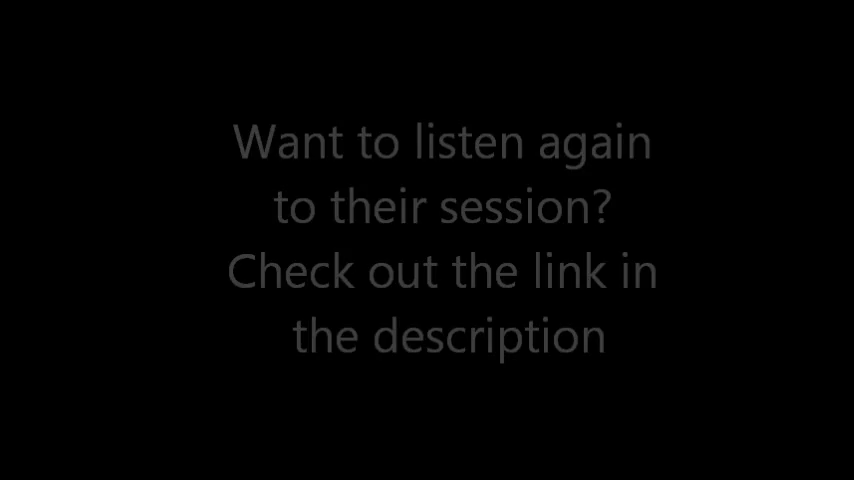 Want to listen again
to their session?
Check out the link in
the description